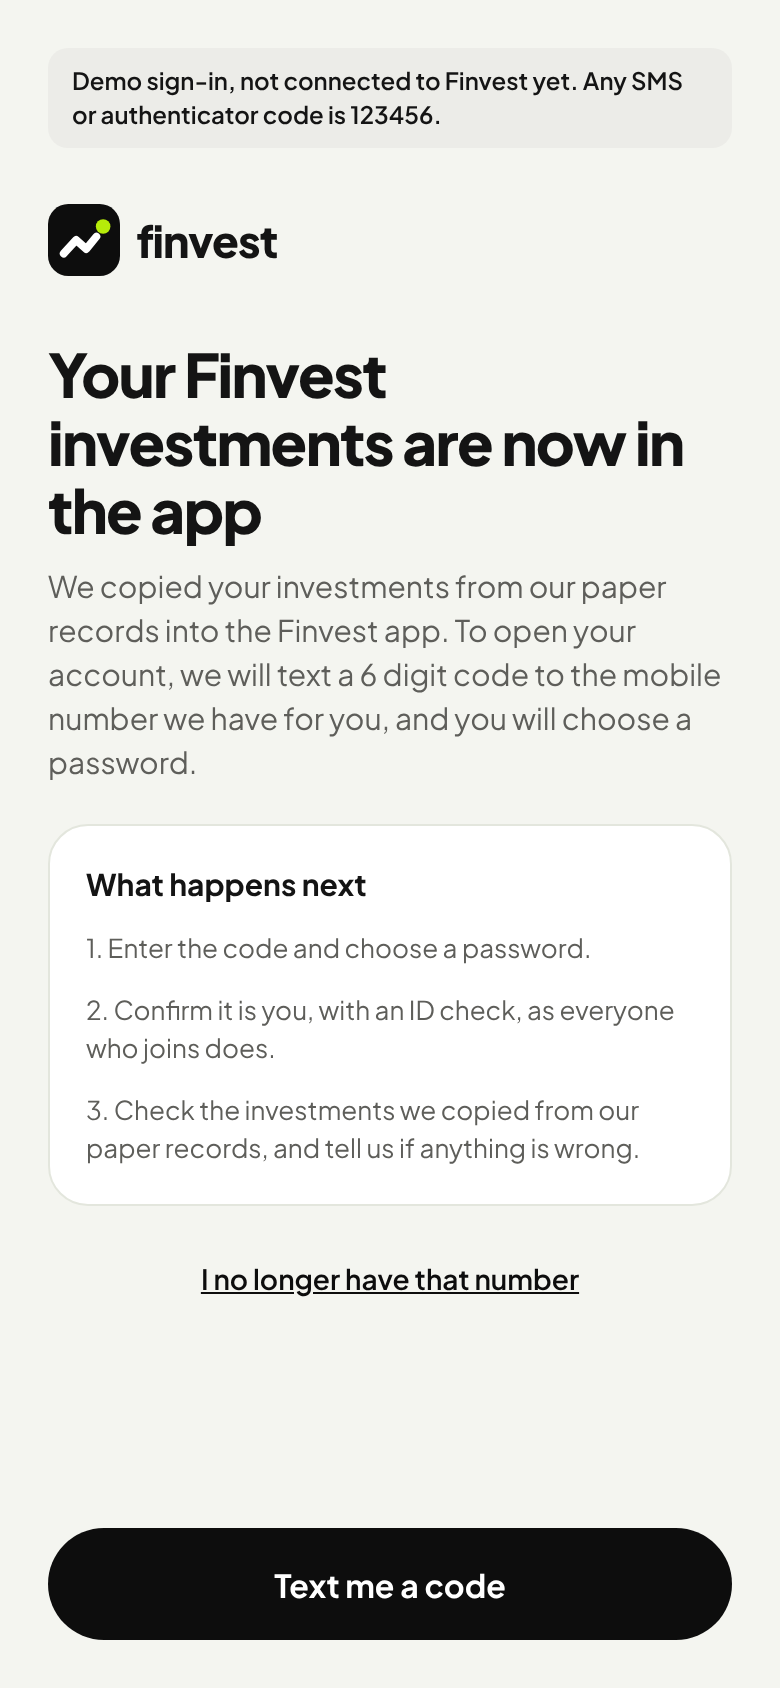 Demo sign-in, not connected to Finvest yet. Any SMS
or authenticator code is 123456.
finvest
Your Finvest
investments are now in
the app
We copied your investments from our paper
records into the Finvest app. To open your
account, we will text a 6 digit code to the mobile
number we have for you, and you will choose a
password.
What happens next
1. Enter the code and choose a password.
2. Confirm it is you, with an ID check, as everyone
who joins does.
3. Check the investments we copied from our
paper records, and tell us if anything is wrong.
I no longer have that number
Text me a code